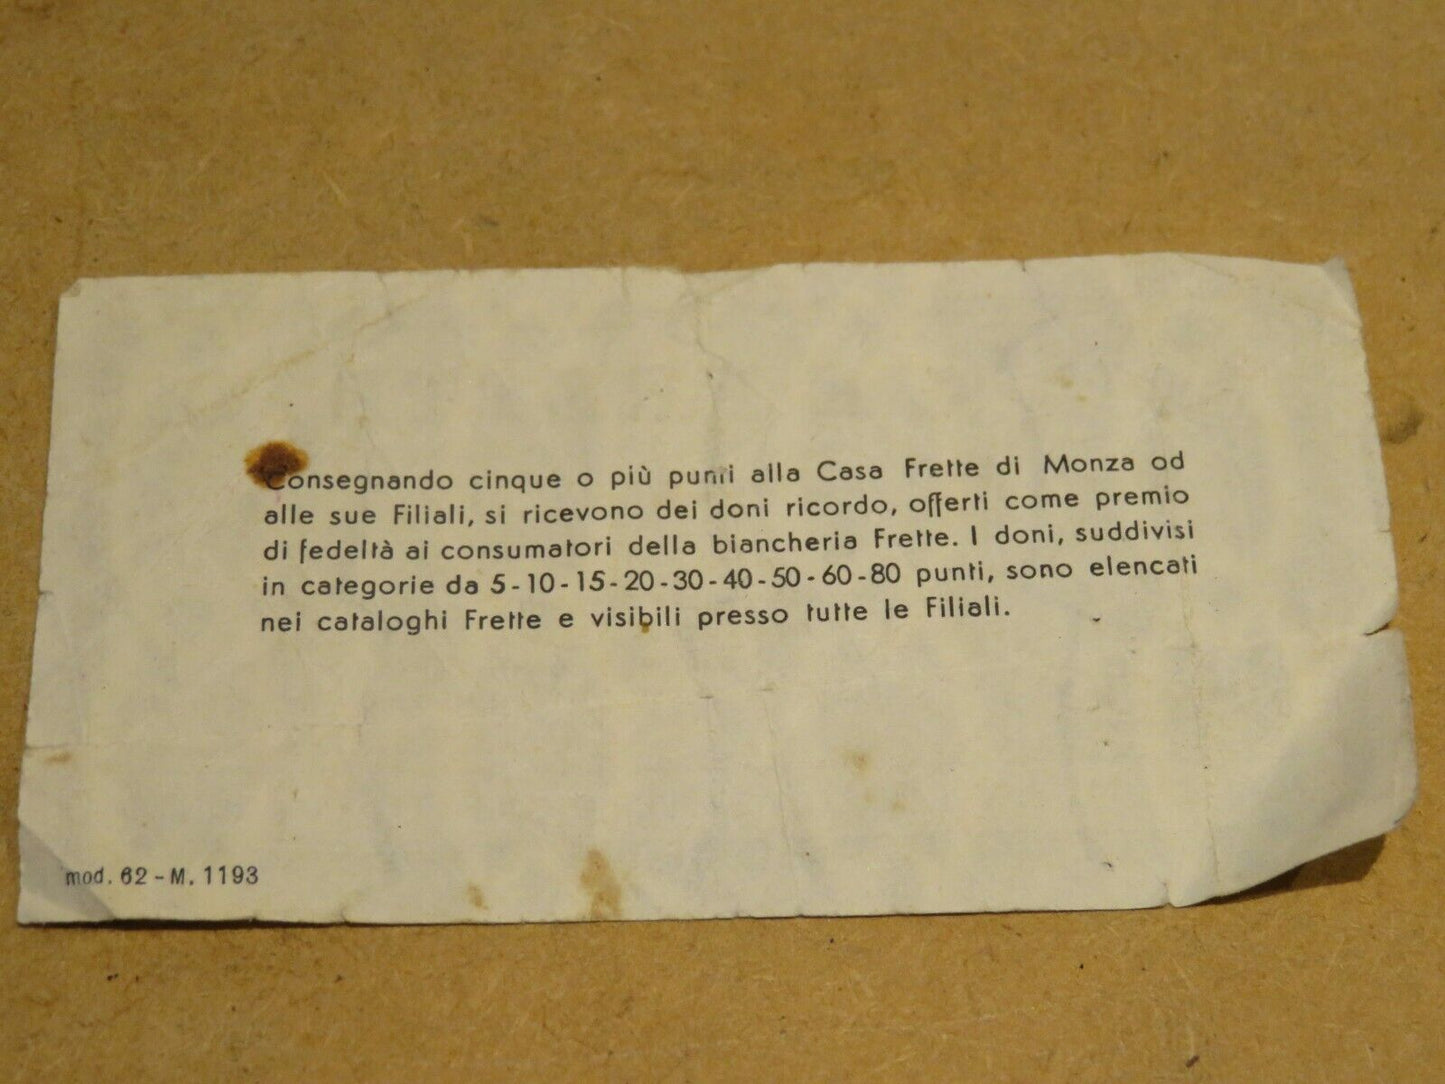 Consegnando cinque o più punti alla Casa Frette di Monza od
alle sue Filiali, si ricevono dei doni ricordo, offerti come premio
di fedeltà ai consumatori della biancheria Frette. I doni, suddivisi
in categorie da 5-10-15-20-30-40-50-60-80 punti, sono elencati
nei cataloghi Frette e visibili presso tutte le Filiali.
mod. 62-M. 1193